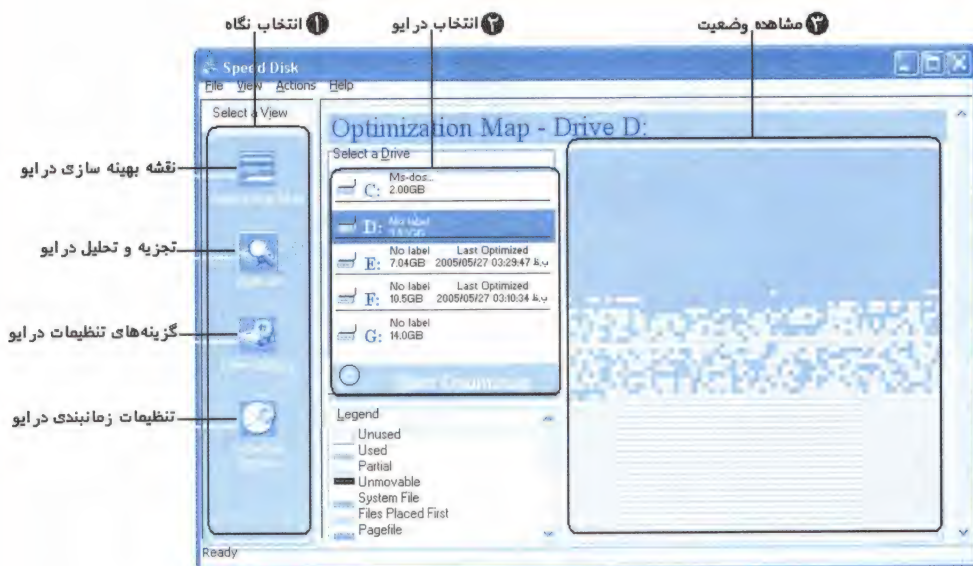 ❶ انتخاب نگاه
❷ انتخاب درایو
❸ مشاهده وضعیت
Speed Disk
File View Actions Help
Select a View
نقشه بهینه سازی درایو
تجزیه و تحلیل درایو
گزینه‌های تنظیمات درایو
تنظیمات زمانبندی درایو
Optimization Map - Drive D:
Select a Drive
C: Ms-dos...
2.00GB
D: No label
E: No label Last Optimized
7.04GB 2005/05/27 03:29:47 ب.ظ
F: No label Last Optimized
10.5GB 2005/05/27 03:10:34 ب.ظ
G: No label
14.0GB
Legend
Unused
Used
Partial
Unmovable
System File
Files Placed First
Pagefile
Ready